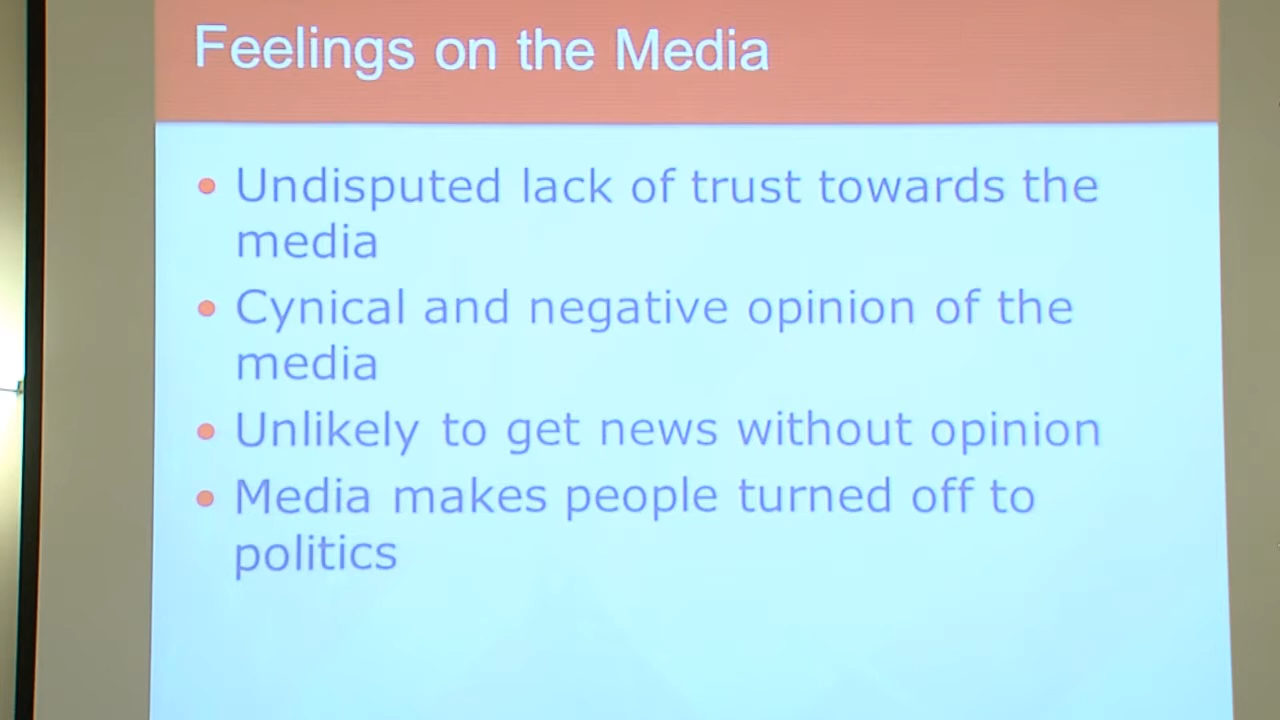 Feelings on the Media
• Undisputed lack of trust towards the
media
• Cynical and negative opinion of the
media
• Unlikely to get news without opinion
• Media makes people turned off to
politics